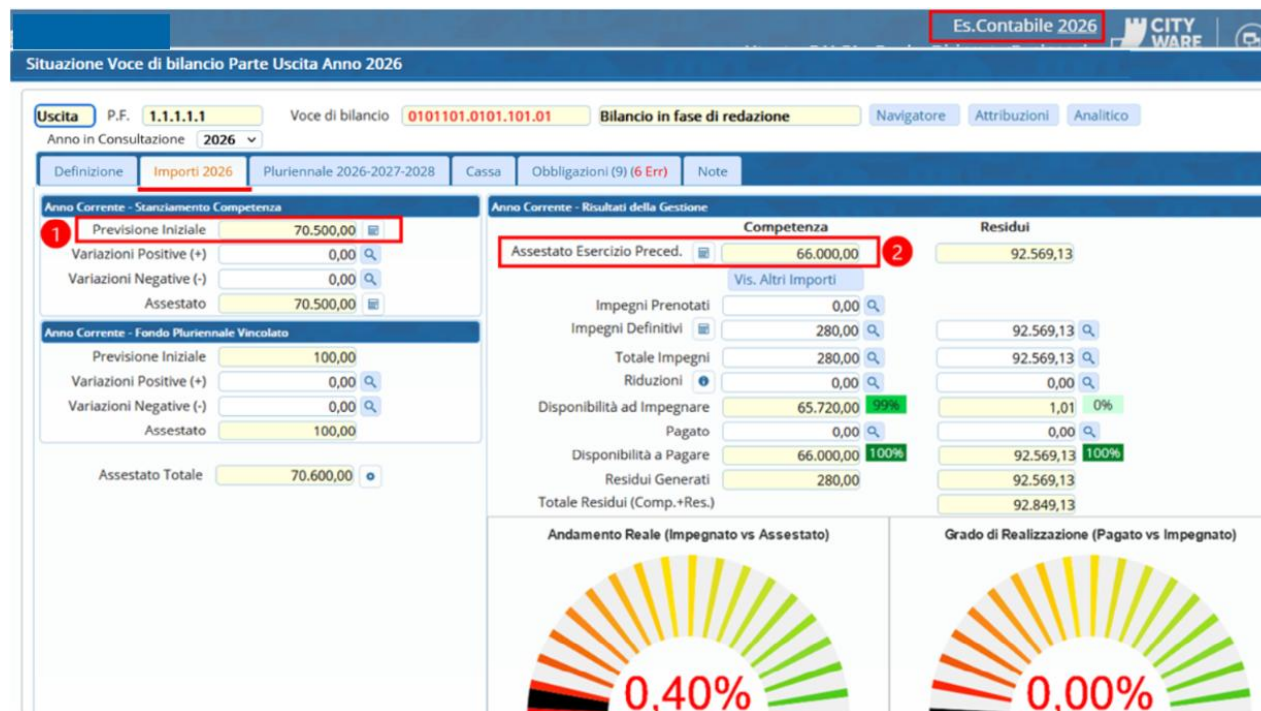 Es.Contabile 2026
CITY WARE
Situazione Voce di bilancio Parte Uscita Anno 2026
Uscita P.F. 1.1.1.1.1 Voce di bilancio 0101101.0101.101.01 Bilancio in fase di redazione Navigatore Attribuzioni Analitico
Anno in Consultazione 2026
Definizione Importi 2026 Pluriennale 2026-2027-2028 Cassa Obbligazioni (9) (6 Err) Note
Anno Corrente - Stanziamento Competenza
1 Previsione Iniziale 70.500,00
Variazioni Positive (+) 0,00
Variazioni Negative (-) 0,00
Assestato 70.500,00
Anno Corrente - Fondo Pluriennale Vincolato
Previsione Iniziale 100,00
Variazioni Positive (+) 0,00
Variazioni Negative (-) 0,00
Assestato 100,00
Assestato Totale 70.600,00
Anno Corrente - Risultati della Gestione
Competenza Residui
Assestato Esercizio Preced. 66.000,00 2 92.569,13
Vis. Altri Importi
Impegni Prenotati 0,00
Impegni Definitivi 280,00 92.569,13
Totale Impegni 280,00 92.569,13
Riduzioni 0,00 0,00
Disponibilità ad Impegnare 65.720,00 99% 1,01 0%
Pagato 0,00 0,00
Disponibilità a Pagare 66.000,00 100% 92.569,13 100%
Residui Generati 280,00 92.569,13
Totale Residui (Comp.+Res.) 92.849,13
Andamento Reale (Impegnato vs Assestato) Grado di Realizzazione (Pagato vs Impegnato)
0,40% 0,00%